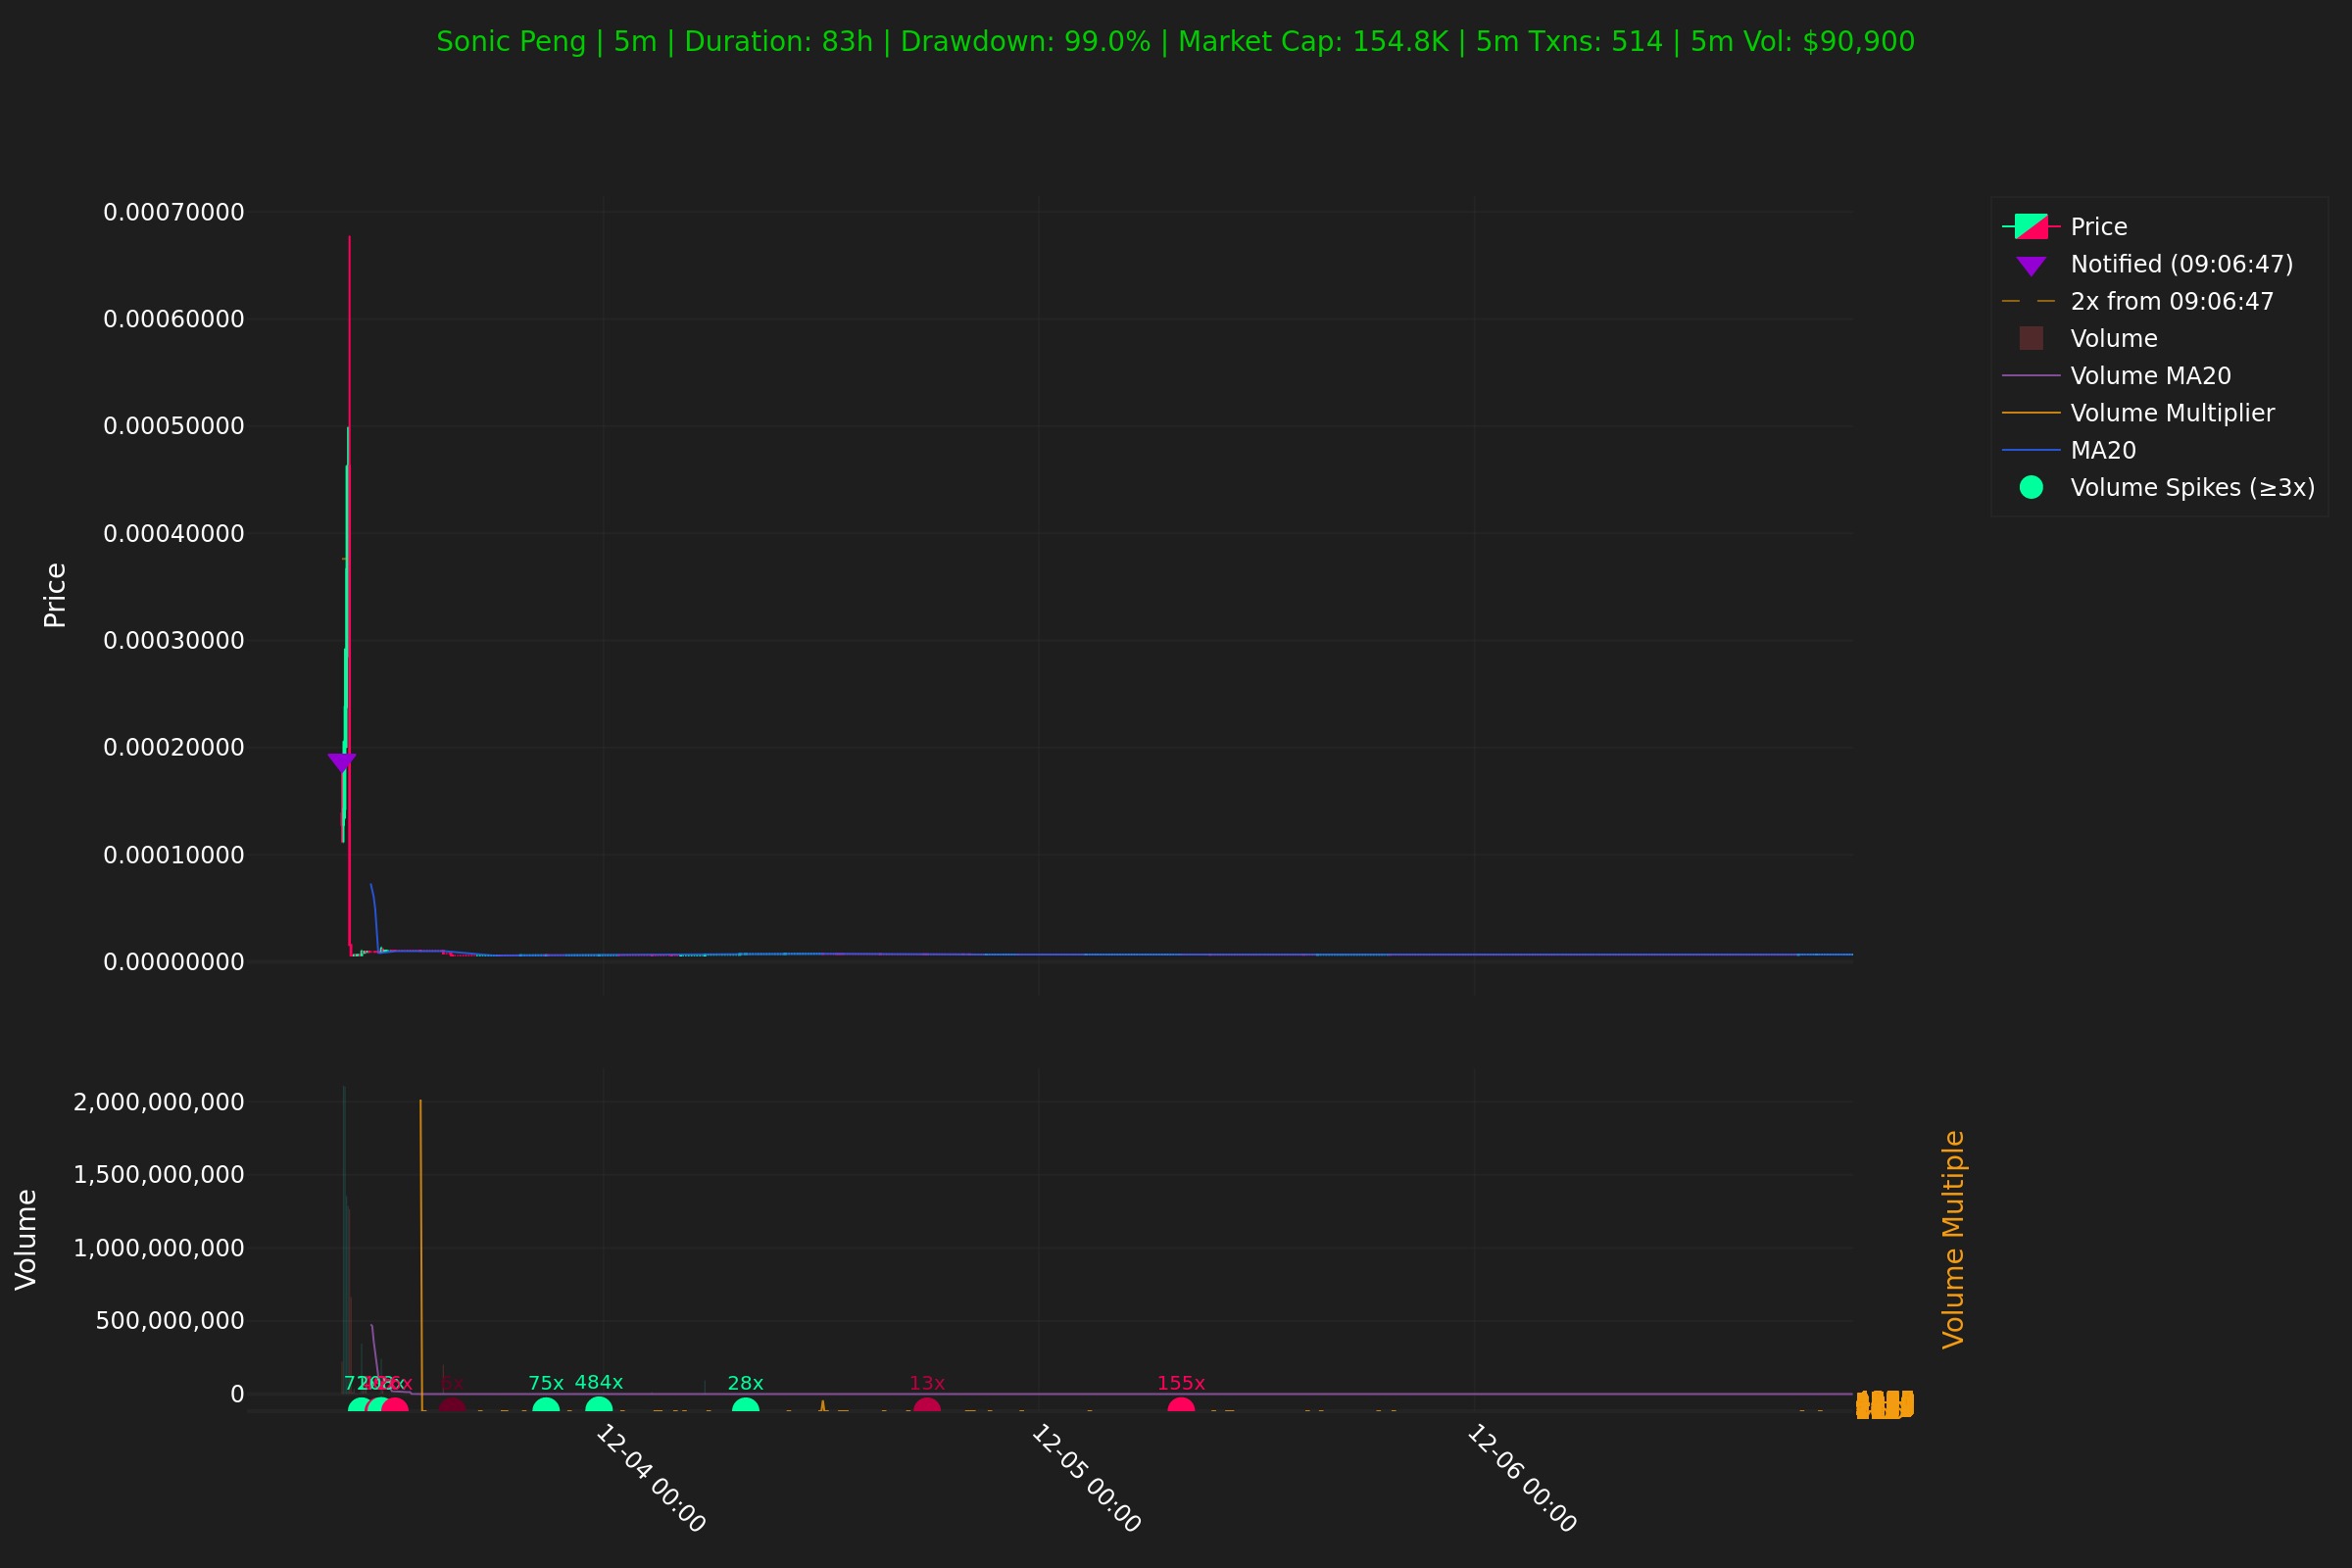 Sonic Peng | 5m | Duration: 83h | Drawdown: 99.0% | Market Cap: 154.8K | 5m Txns: 514 | 5m Vol: $90,900
Price
0.00070000
0.00060000
0.00050000
0.00040000
0.00030000
0.00020000
0.00010000
0.00000000
Price
Notified (09:06:47)
2x from 09:06:47
Volume
Volume MA20
Volume Multiplier
MA20
Volume Spikes (≥3x)
Volume
2,000,000,000
1,500,000,000
1,000,000,000
500,000,000
0
75x
484x
28x
13x
155x
Volume Multiple
12-04 00:00
12-05 00:00
12-06 00:00